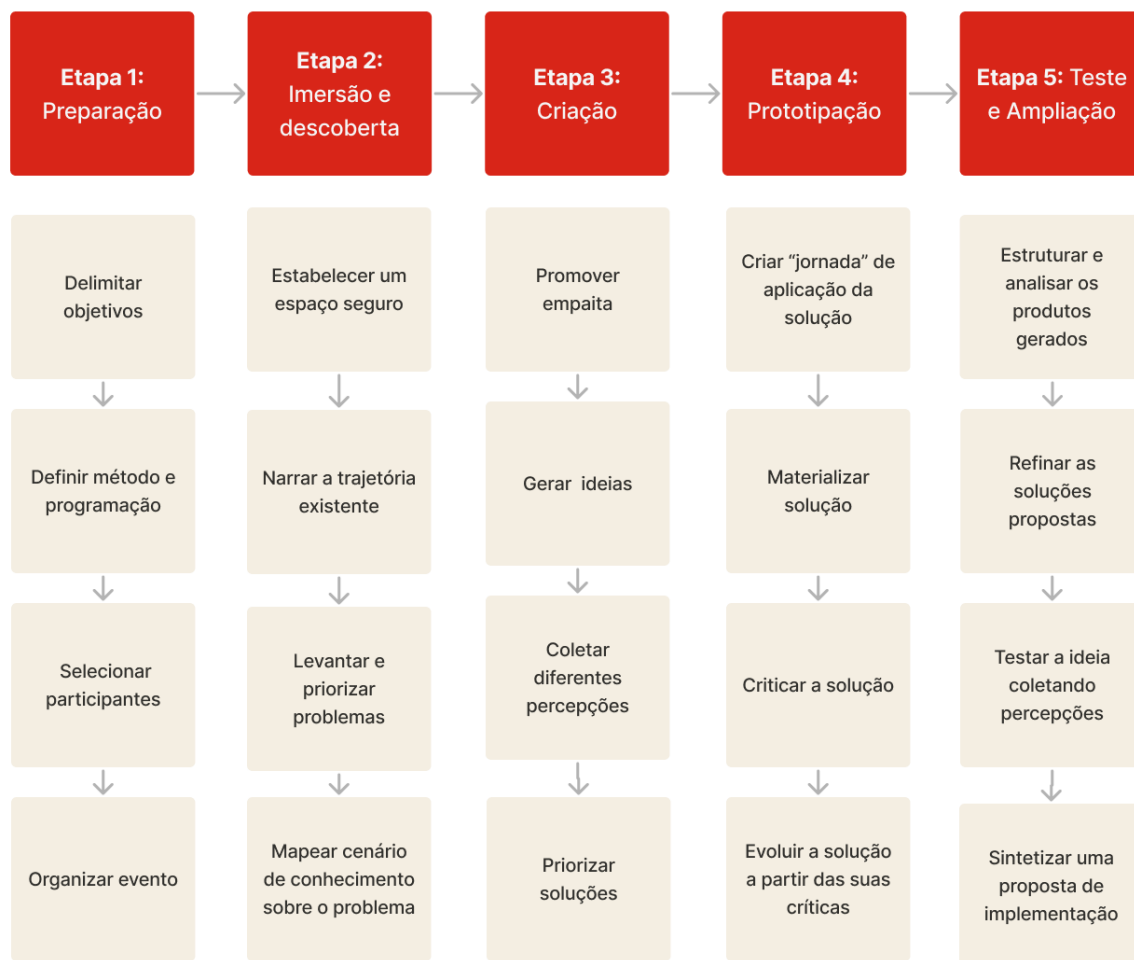 Etapa 1:
Preparação
Etapa 2:
Imersão e
descoberta
Etapa 3:
Criação
Etapa 4:
Prototipação
Etapa 5: Teste
e Ampliação
Delimitar
objetivos
Definir método e
programação
Selecionar
participantes
Organizar evento
Estabelecer um
espaço seguro
Narrar a trajetória
existente
Levantar e
priorizar
problemas
Mapear cenário
de conhecimento
sobre o problema
Promover
empaita
Gerar ideias
Coletar
diferentes
percepções
Priorizar
soluções
Criar “jornada” de
aplicação da
solução
Materializar
solução
Criticar a solução
Evoluir a solução
a partir das suas
críticas
Estruturar e
analisar os
produtos
gerados
Refinar as
soluções
propostas
Testar a ideia
coletando
percepções
Sintetizar uma
proposta de
implementação